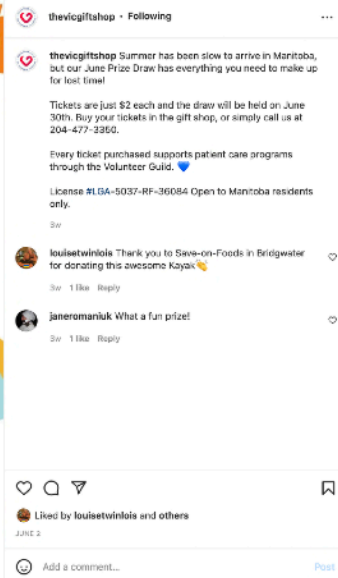 thevicgiftshop • Following
thevicgiftshop Summer has been slow to arrive in Manitoba,
but our June Prize Draw has everything you need to make up
for lost time!
Tickets are just $2 each and the draw will be held on June
30th. Buy your tickets in the gift shop, or simply call us at
204-477-3350.
Every ticket purchased supports patient care programs
through the Volunteer Guild. 💙
License #LGA-5037-RF-36084 Open to Manitoba residents
only.
3w
louisetwinlois Thank you to Save-on-Foods in Bridgwater
for donating this awesome Kayak👏
3w 1 like Reply
janeromaniuk What a fun prize!
3w 1 like Reply
Liked by louisetwinlois and others
JUNE 2
Add a comment...
Post